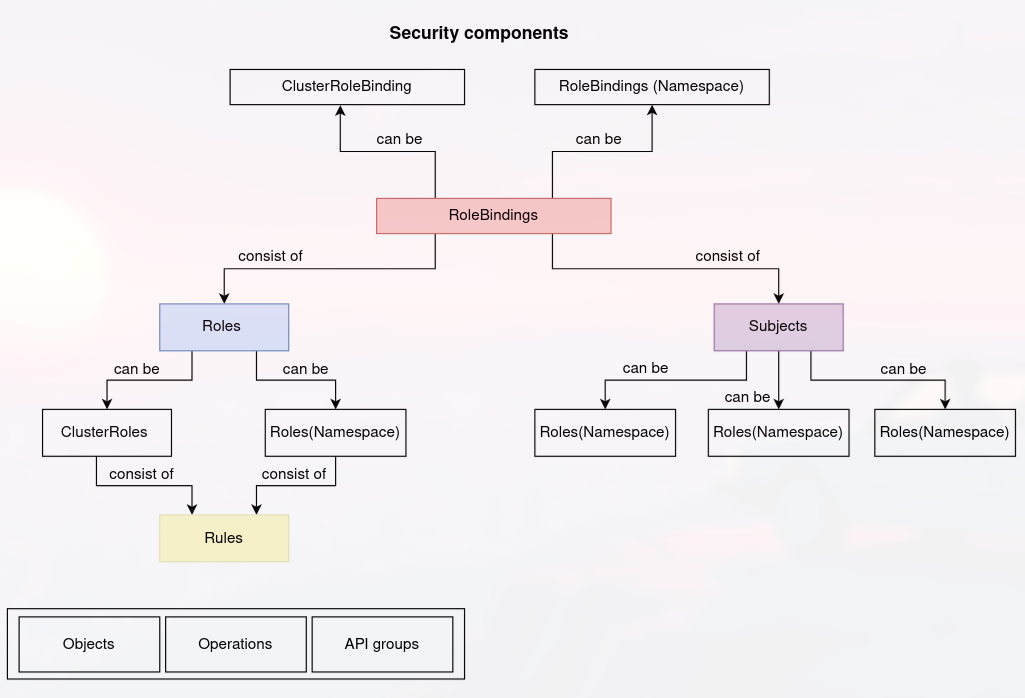 Security components
ClusterRoleBinding
RoleBindings (Namespace)
can be
can be
RoleBindings
consist of
consist of
Roles
Subjects
can be
can be
can be
can be
can be
ClusterRoles
Roles(Namespace)
Roles(Namespace)
Roles(Namespace)
Roles(Namespace)
consist of
consist of
Rules
Objects
Operations
API groups